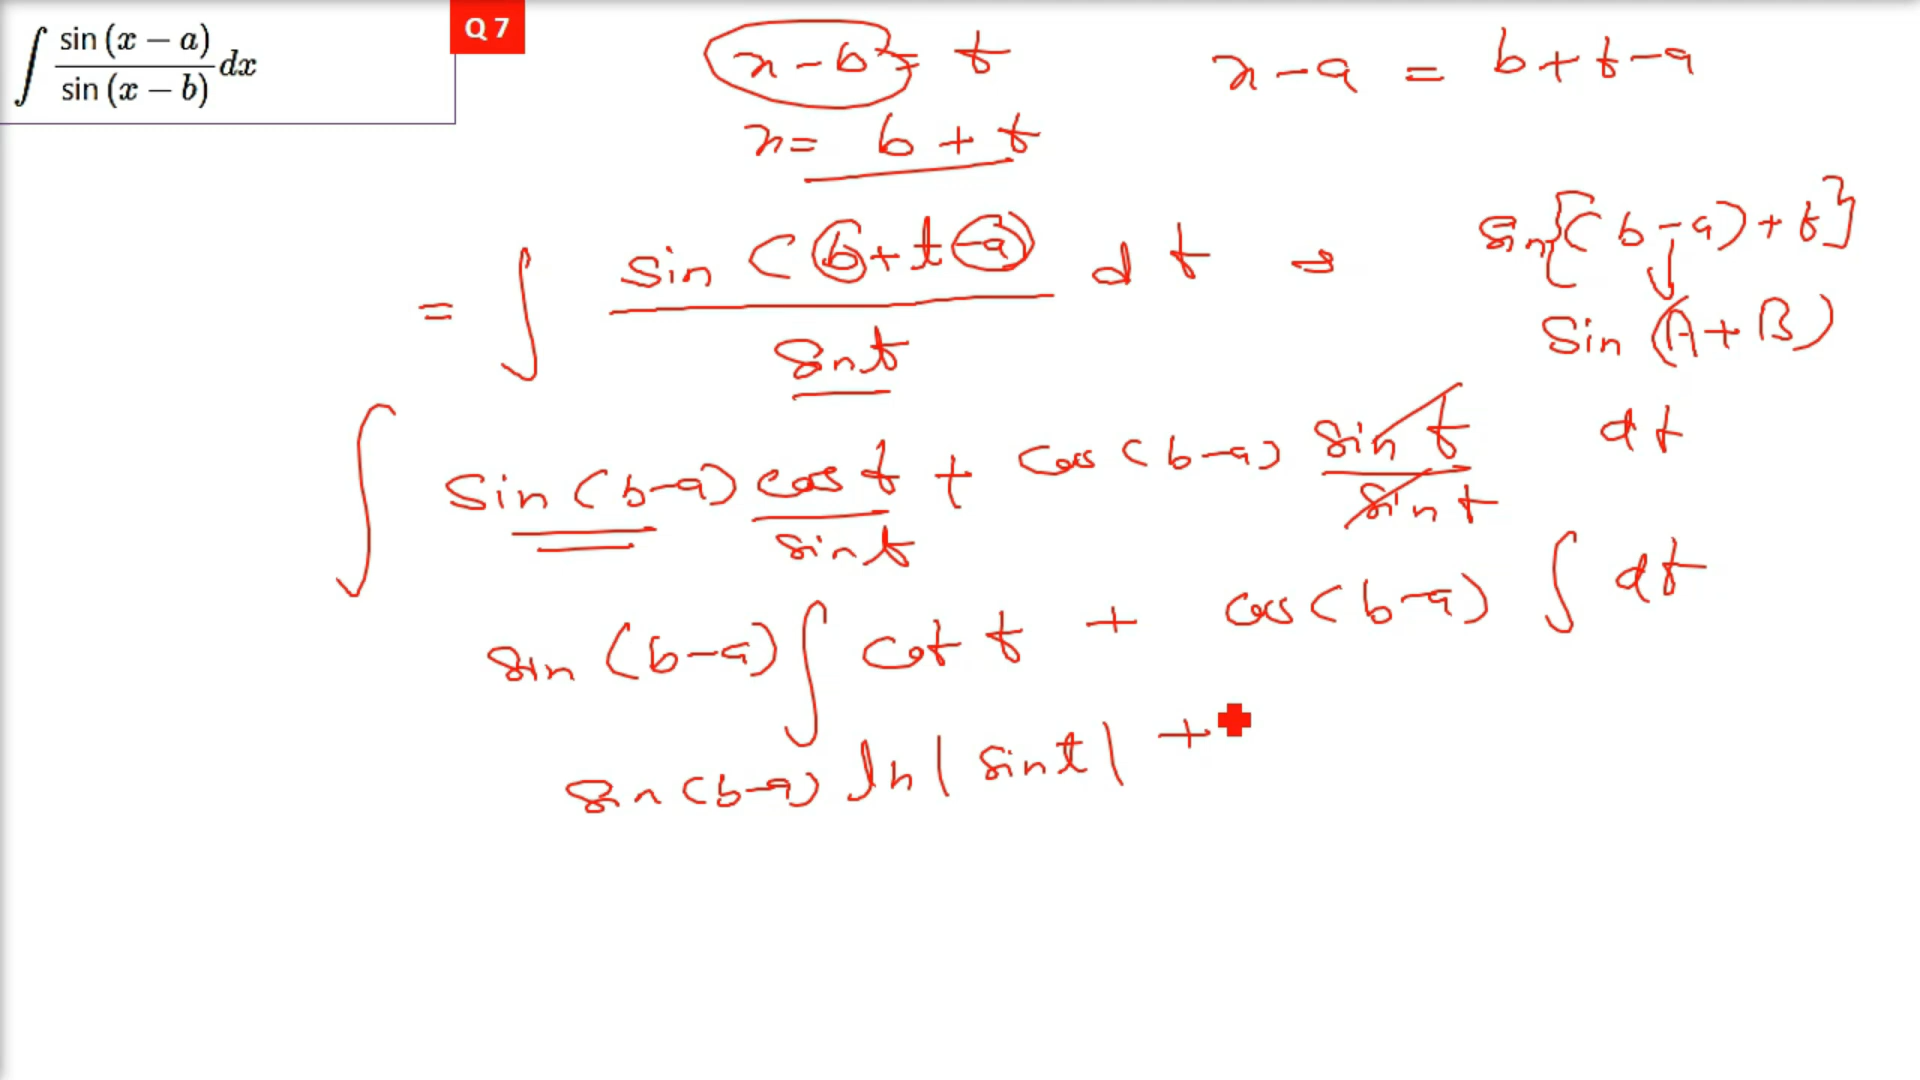 ∫ sin (x − a) / sin (x − b) dx
Q 7
x − b = t
x − a = b + t − a
x = b + t
= ∫ sin (b + t − a) / sin t dt ⇒ sin{(b − a) + t}
sin (A + B)
∫ sin (b−a) cos t / sin t + cos (b−a) sin t / sin t dt
sin (b−a) ∫ cot t + cos (b−a) ∫ dt
sin (b−a) ln | sin t | +